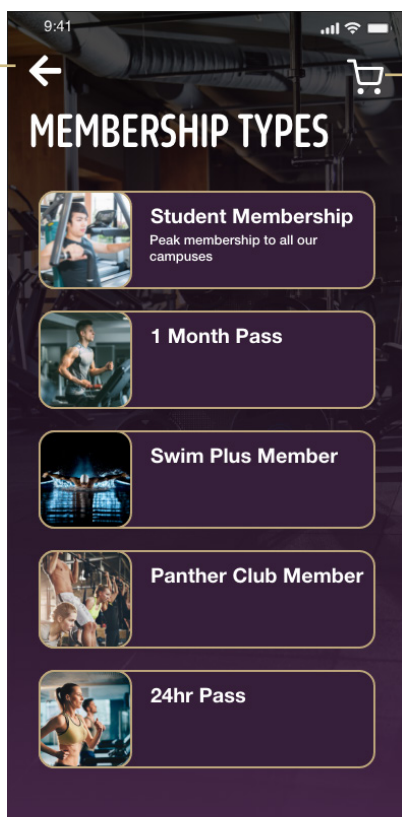 9:41
MEMBERSHIP TYPES
Student Membership
Peak membership to all our
campuses
1 Month Pass
Swim Plus Member
Panther Club Member
24hr Pass